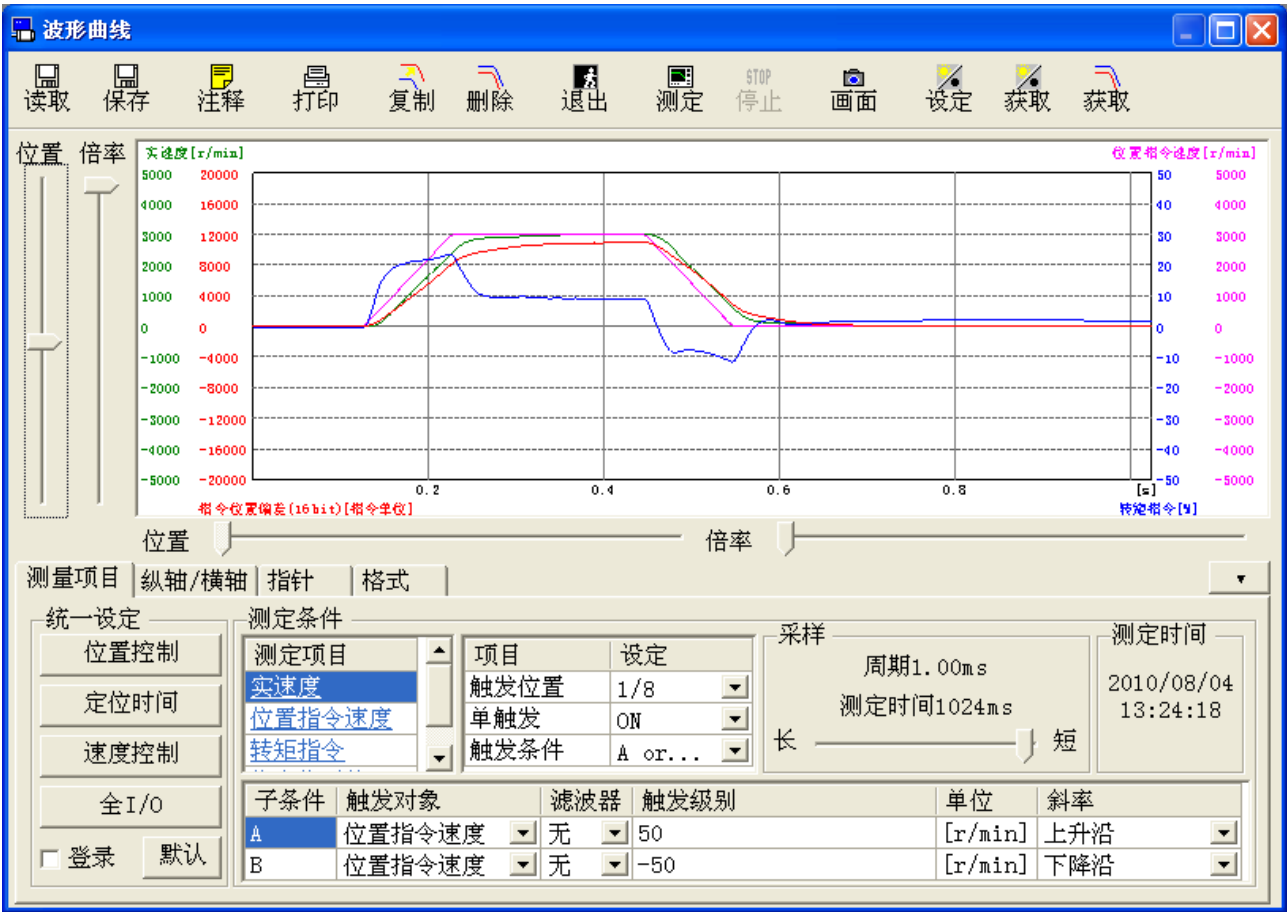 波形曲线
读取 保存 注释 打印 复制 删除 退出 测定 STOP 停止 画面 设定 获取 获取
位置 倍率
实速度[r/min] 位置指令速度[r/min]
5000 20000 50 5000
4000 16000 40 4000
3000 12000 30 3000
2000 8000 20 2000
1000 4000 10 1000
0 0 0 0
-1000 -4000 -10 -1000
-2000 -8000 -20 -2000
-3000 -12000 -30 -3000
-4000 -16000 -40 -4000
-5000 -20000 -50 -5000
0.2 0.4 0.6 0.8 [s]
指令位置偏差(16bit)[指令单位] 转矩指令[%]
位置 倍率
测量项目 纵轴/横轴 指针 格式
统一设定
位置控制
定位时间
速度控制
全I/O
登录 默认
测定条件
测定项目
实速度
位置指令速度
转矩指令
项目 设定
触发位置 1/8
单触发 ON
触发条件 A or...
采样
周期1.00ms
测定时间1024ms
长 短
测定时间
2010/08/04
13:24:18
子条件 触发对象 滤波器 触发级别 单位 斜率
A 位置指令速度 无 50 [r/min] 上升沿
B 位置指令速度 无 -50 [r/min] 下降沿